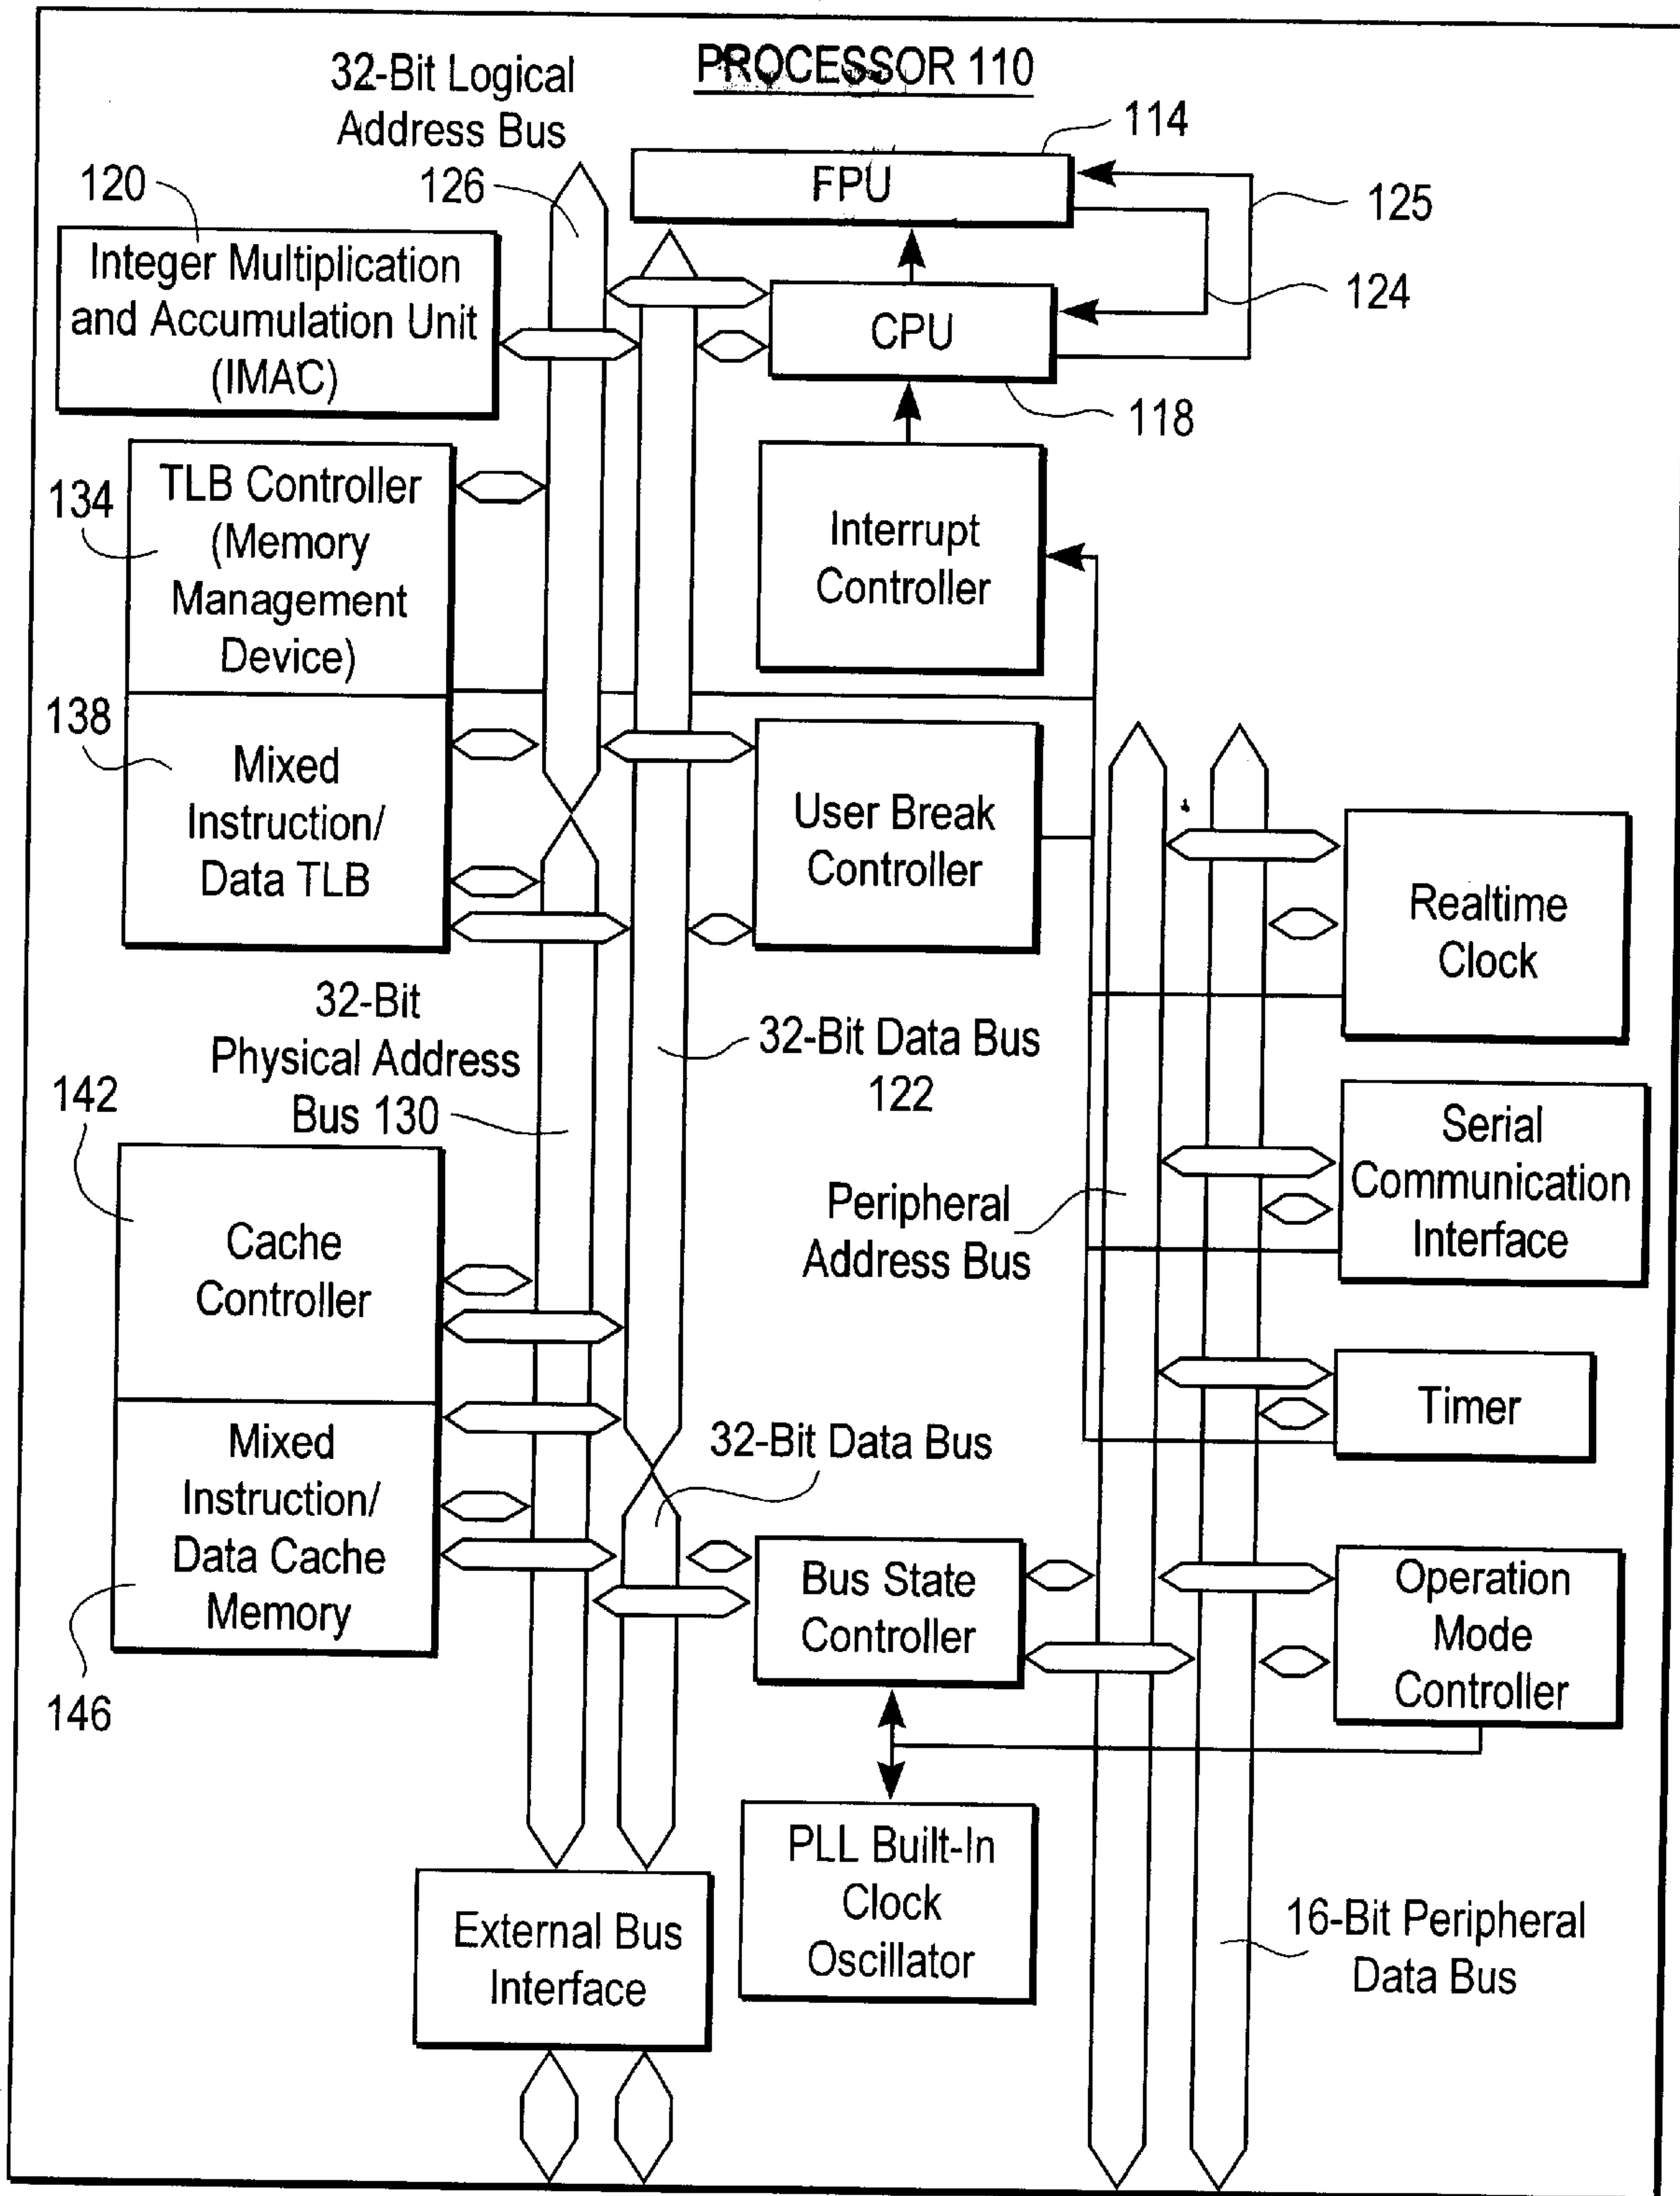 PROCESSOR 110
32-Bit Logical
Address Bus
126
114
FPU
125
120
Integer Multiplication
and Accumulation Unit
(IMAC)
124
CPU
118
134
TLB Controller
(Memory
Management
Device)
Interrupt
Controller
138
Mixed
Instruction/
Data TLB
User Break
Controller
Realtime
Clock
32-Bit
Physical Address
Bus 130
32-Bit Data Bus
122
142
Cache
Controller
Peripheral
Address Bus
Serial
Communication
Interface
Timer
32-Bit Data Bus
Mixed
Instruction/
Data Cache
Memory
146
Bus State
Controller
Operation
Mode
Controller
PLL Built-In
Clock
Oscillator
External Bus
Interface
16-Bit Peripheral
Data Bus